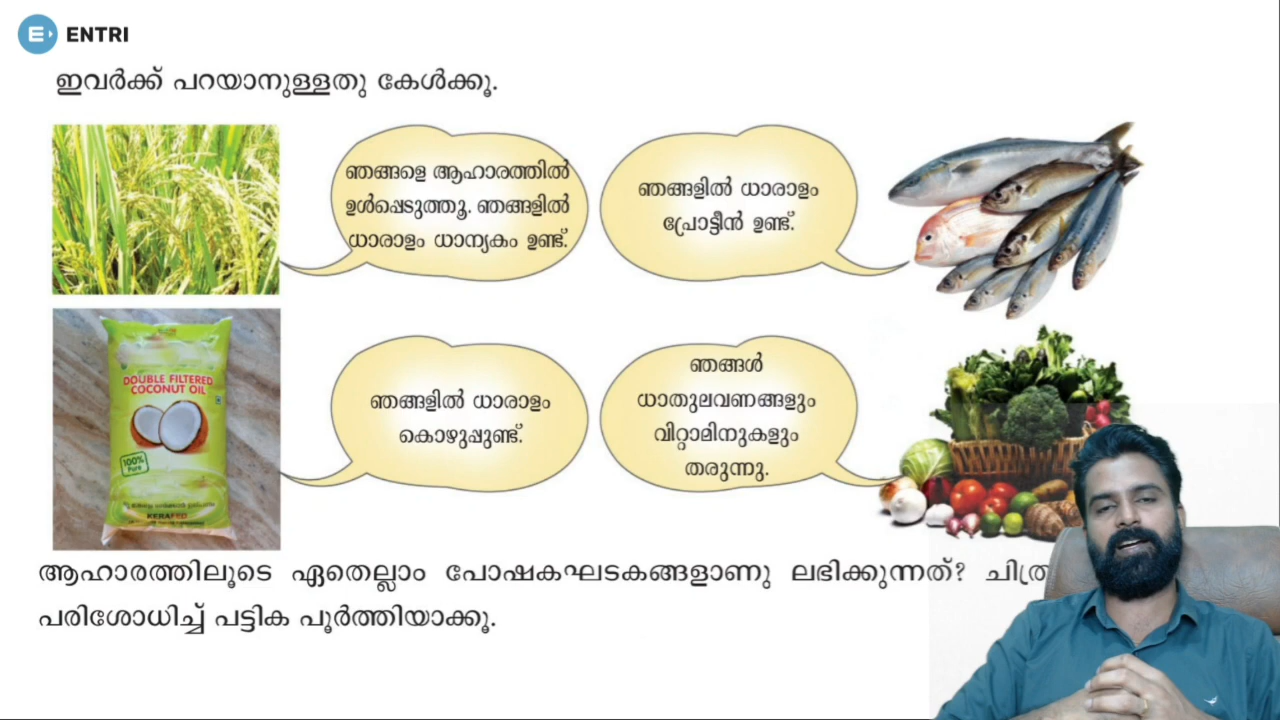 ENTRI
ഇവർക്ക് പറയാനുള്ളതു കേൾക്കൂ.
ഞങ്ങളെ ആഹാരത്തിൽ
ഉൾപ്പെടുത്തൂ. ഞങ്ങളിൽ
ധാരാളം ധാന്യകം ഉണ്ട്.
ഞങ്ങളിൽ ധാരാളം
പ്രോട്ടീൻ ഉണ്ട്.
DOUBLE FILTERED
COCONUT OIL
100%
Pure
KERAFED
ഞങ്ങളിൽ ധാരാളം
കൊഴുപ്പുണ്ട്.
ഞങ്ങൾ
ധാതുലവണങ്ങളും
വിറ്റാമിനുകളും
തരുന്നു.
ആഹാരത്തിലൂടെ ഏതെല്ലാം പോഷകഘടകങ്ങളാണു ലഭിക്കുന്നത്? ചിത്ര
പരിശോധിച്ച് പട്ടിക പൂർത്തിയാക്കൂ.